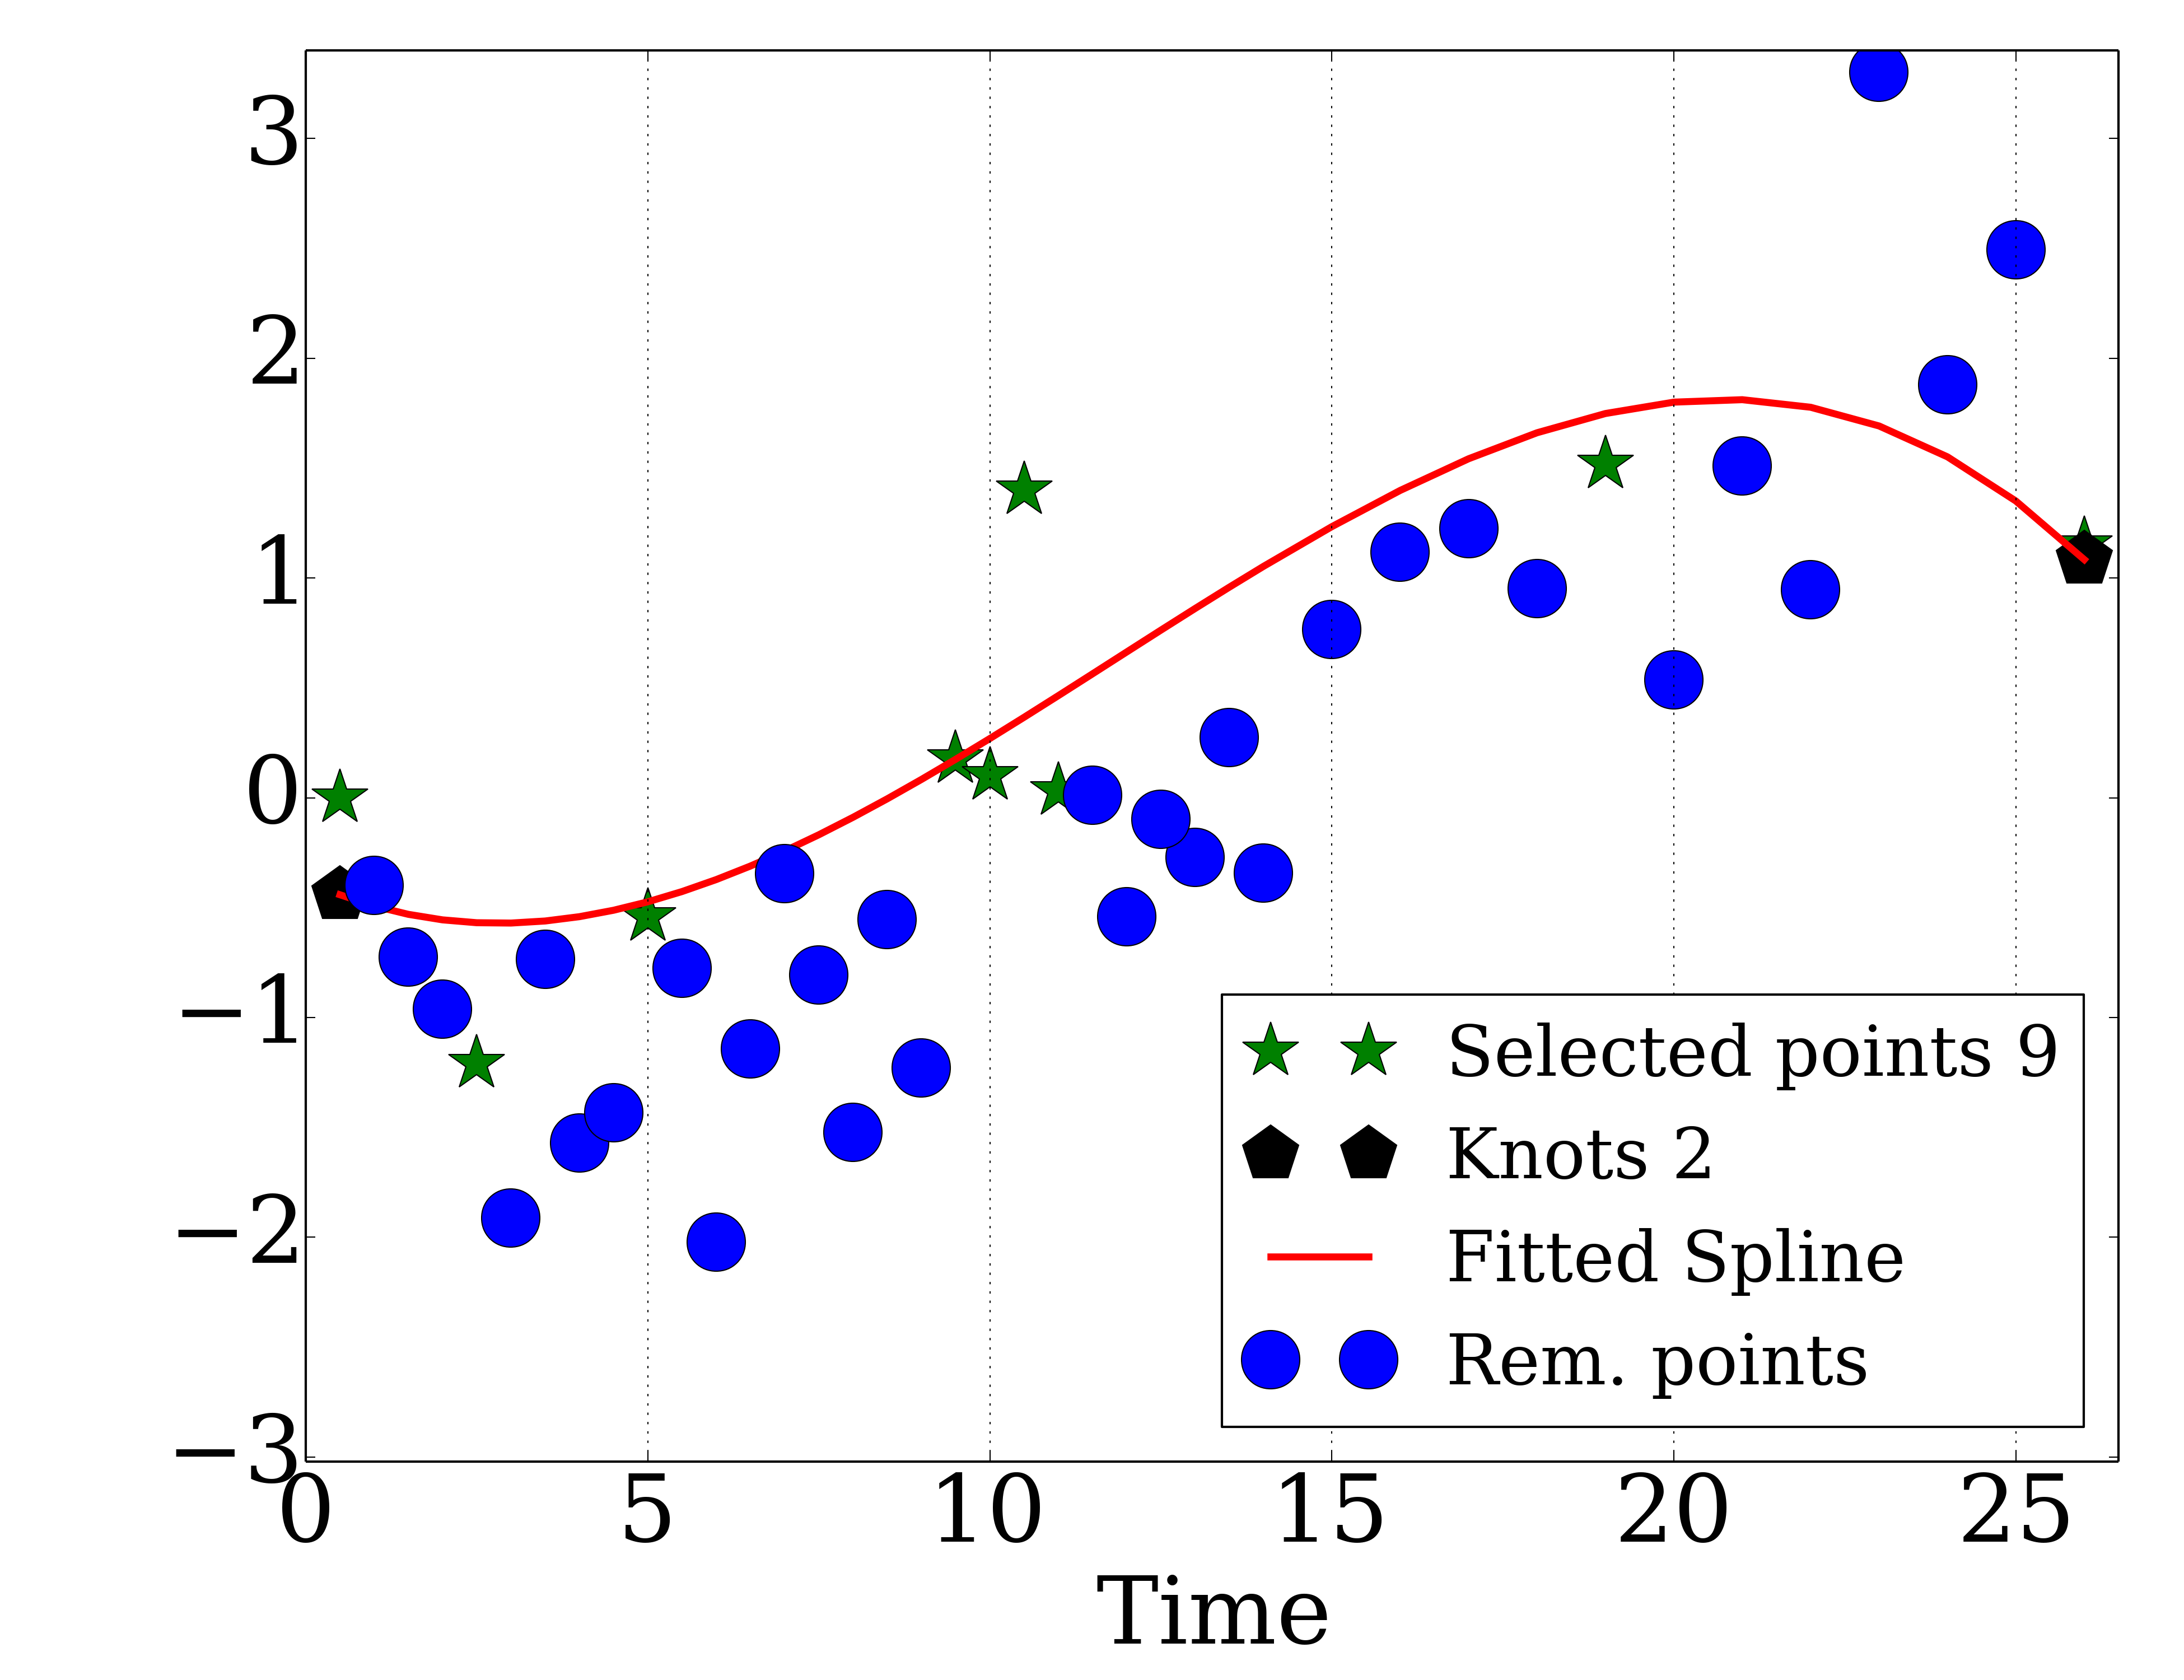 3
2
1
0
−1
−2
−3
0 5 10 15 20 25
Time
Selected points 9
Knots 2
Fitted Spline
Rem. points